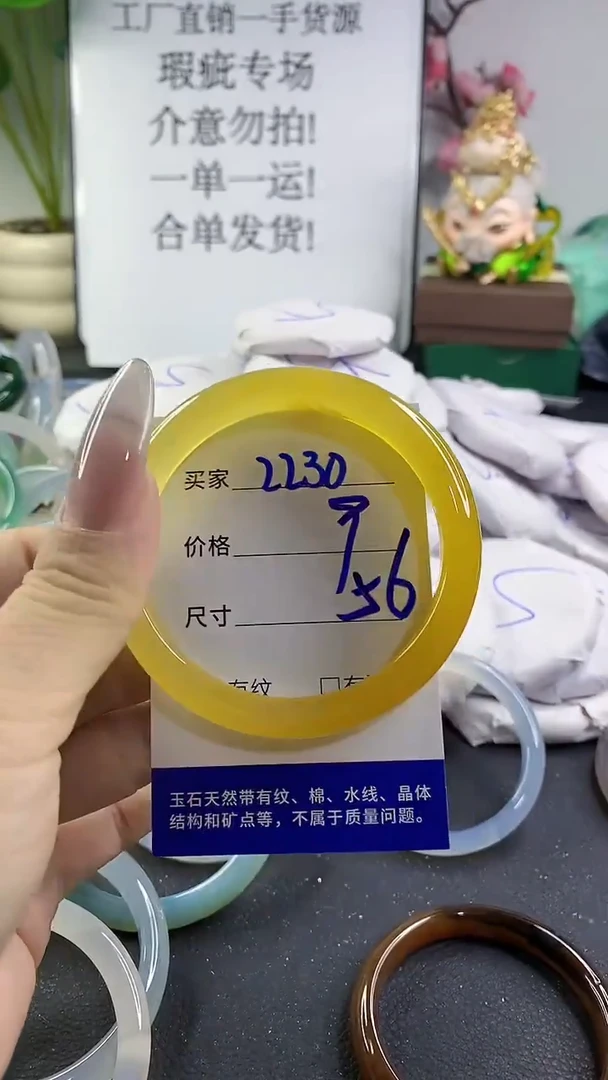 工厂直销一手货源
瑕疵专场
介意勿拍!
一单一运!
合单发货!
买家 2230
价格
尺寸 56
有纹 □有
玉石天然带有纹、棉、水线、晶体
结构和矿点等，不属于质量问题。